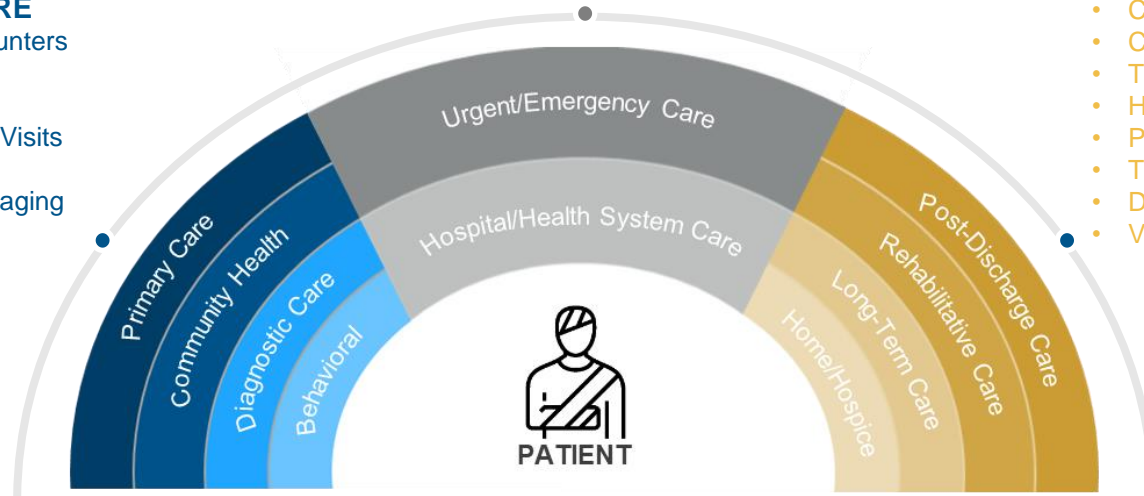 RE
unters
Visits
aging
Urgent/Emergency Care
Hospital/Health System Care
Primary Care
Community Health
Diagnostic Care
Behavioral
Post-Discharge Care
Rehabilitative Care
Long-Term Care
Home/Hospice
PATIENT
• C
• C
• T
• H
• P
• T
• D
• V